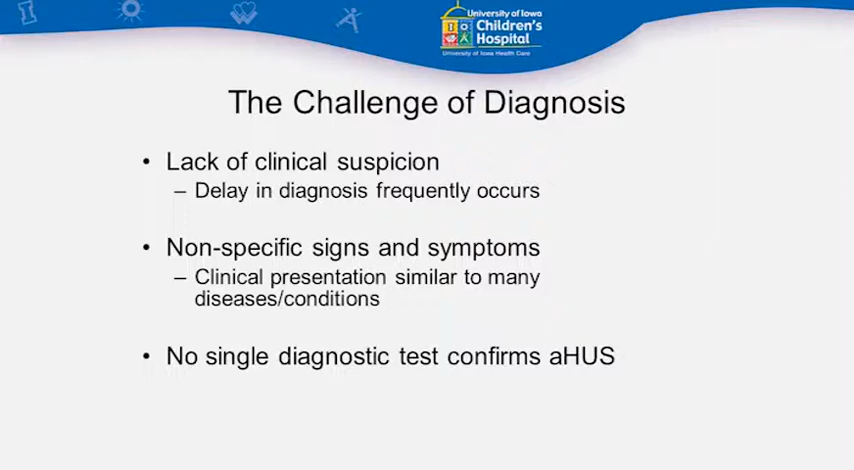 University of Iowa
Children's
Hospital
University of Iowa Health Care
The Challenge of Diagnosis
• Lack of clinical suspicion
– Delay in diagnosis frequently occurs
• Non-specific signs and symptoms
– Clinical presentation similar to many
diseases/conditions
• No single diagnostic test confirms aHUS